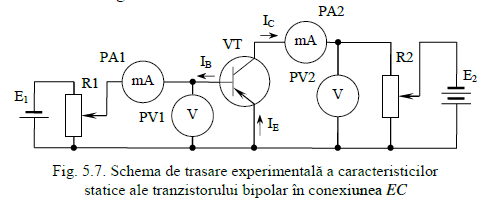 PA2
I_C
mA
PA1
VT
I_B
R1
mA
PV2
R2
E_1
E_2
PV1
V
V
I_E
Fig. 5.7. Schema de trasare experimentală a caracteristicilor
statice ale tranzistorului bipolar în conexiunea EC